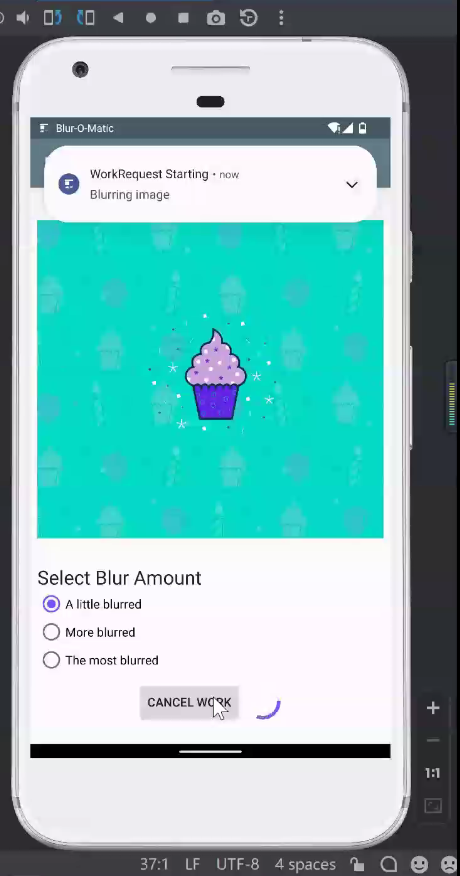 Blur-O-Matic
WorkRequest Starting • now
Blurring image
Select Blur Amount
A little blurred
More blurred
The most blurred
CANCEL WORK
1:1
37:1 LF UTF-8 4 spaces